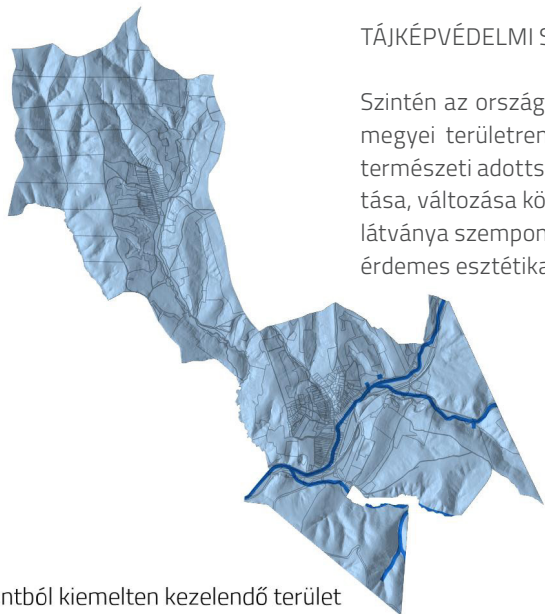 TÁJKÉPVÉDELMI
Szintén az ország
megyei területren
természeti adotts
tása, változása kö
látványa szempon
érdemes esztétika
ntból kiemelten kezelendő terület